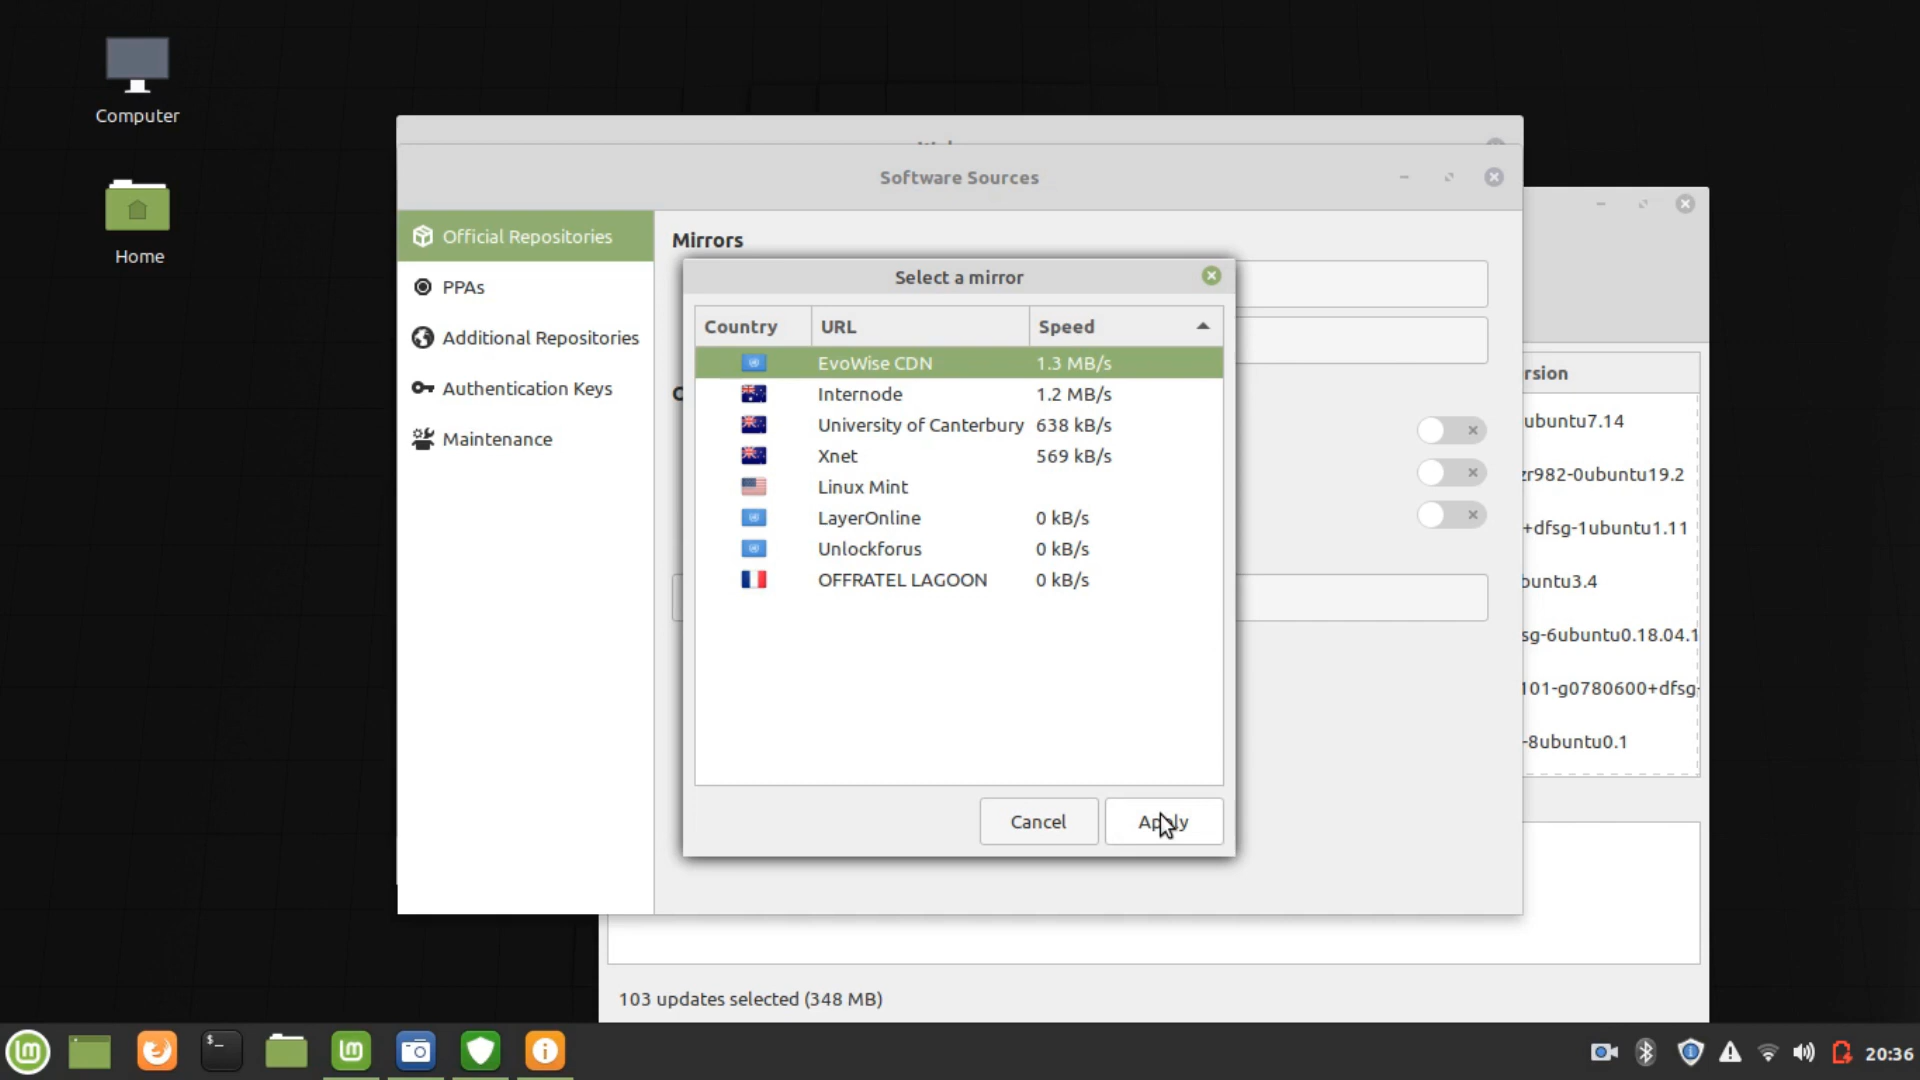 Computer
Home
Software Sources
Official Repositories
PPAs
Additional Repositories
Authentication Keys
Maintenance
Mirrors
Select a mirror
Country URL Speed
EvoWise CDN 1.3 MB/s
Internode 1.2 MB/s
University of Canterbury 638 kB/s
Xnet 569 kB/s
Linux Mint
LayerOnline 0 kB/s
Unlockforus 0 kB/s
OFFRATEL LAGOON 0 kB/s
Cancel Apply
rsion
ubuntu7.14
zr982-0ubuntu19.2
+dfsg-1ubuntu1.11
buntu3.4
sg-6ubuntu0.18.04.1
101-g0780600+dfsg-
-8ubuntu0.1
103 updates selected (348 MB)
$_
20:36